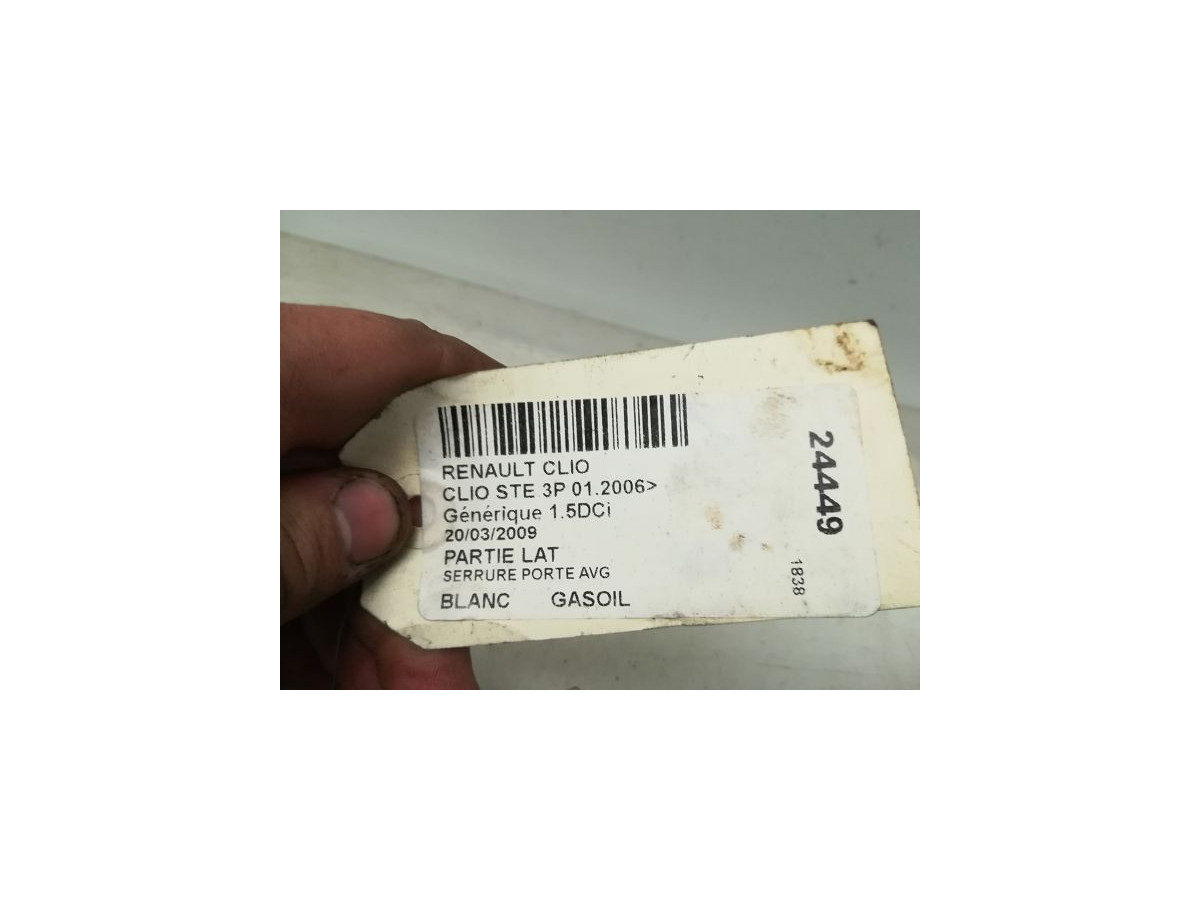 RENAULT CLIO
CLIO STE 3P 01.2006>
Générique 1.5DCi
20/03/2009
PARTIE LAT
SERRURE PORTE AVG
BLANC GASOIL
24449
1838